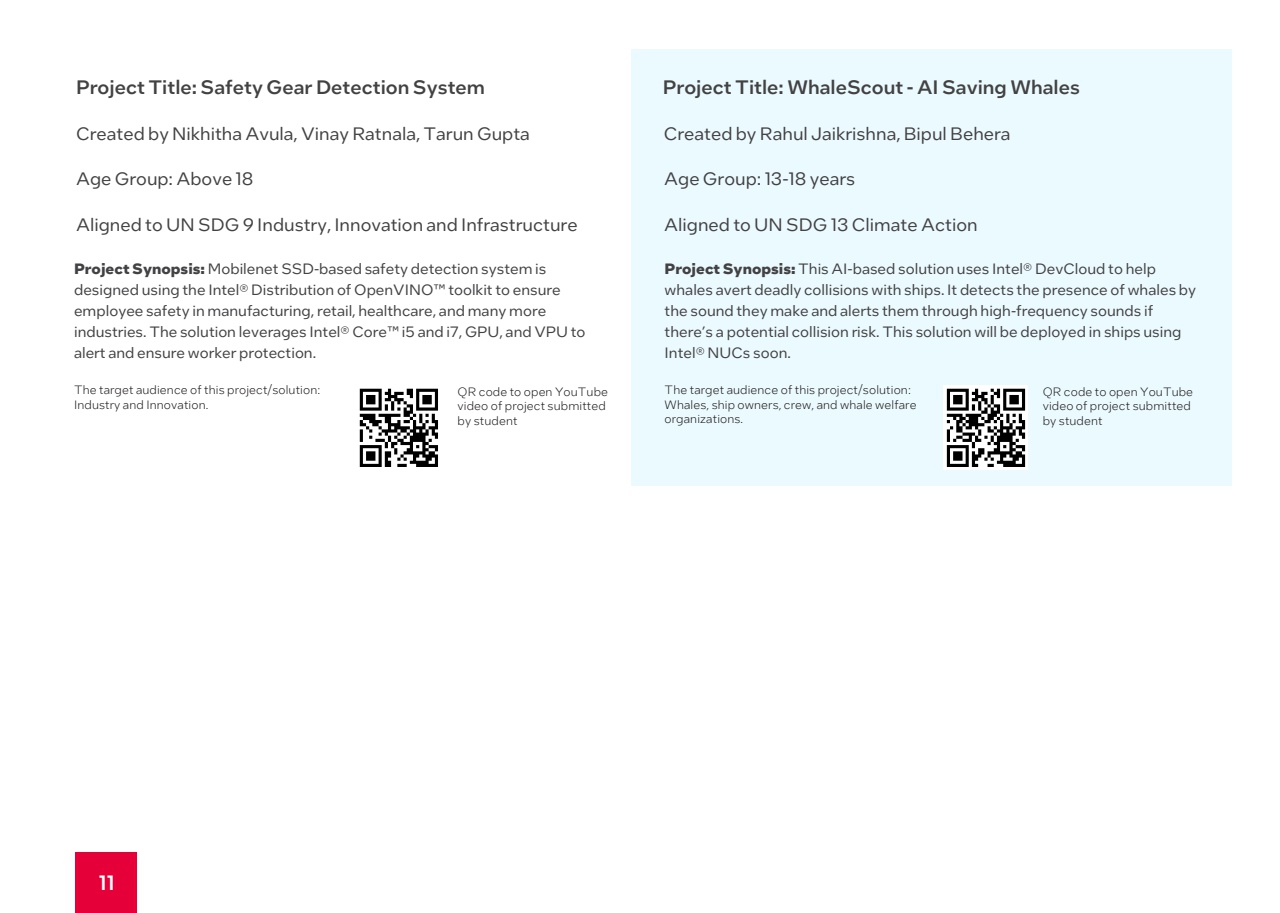 Project Title: Safety Gear Detection System
Created by Nikhitha Avula, Vinay Ratnala, Tarun Gupta
Age Group: Above 18
Aligned to UN SDG 9 Industry, Innovation and Infrastructure
Project Synopsis: Mobilenet SSD-based safety detection system is
designed using the Intel® Distribution of OpenVINO™ toolkit to ensure
employee safety in manufacturing, retail, healthcare, and many more
industries. The solution leverages Intel® Core™ i5 and i7, GPU, and VPU to
alert and ensure worker protection.
The target audience of this project/solution:
Industry and Innovation.
QR code to open YouTube
video of project submitted
by student
Project Title: WhaleScout - AI Saving Whales
Created by Rahul Jaikrishna, Bipul Behera
Age Group: 13-18 years
Aligned to UN SDG 13 Climate Action
Project Synopsis: This AI-based solution uses Intel® DevCloud to help
whales avert deadly collisions with ships. It detects the presence of whales by
the sound they make and alerts them through high-frequency sounds if
there’s a potential collision risk. This solution will be deployed in ships using
Intel® NUCs soon.
The target audience of this project/solution:
Whales, ship owners, crew, and whale welfare
organizations.
QR code to open YouTube
video of project submitted
by student
11